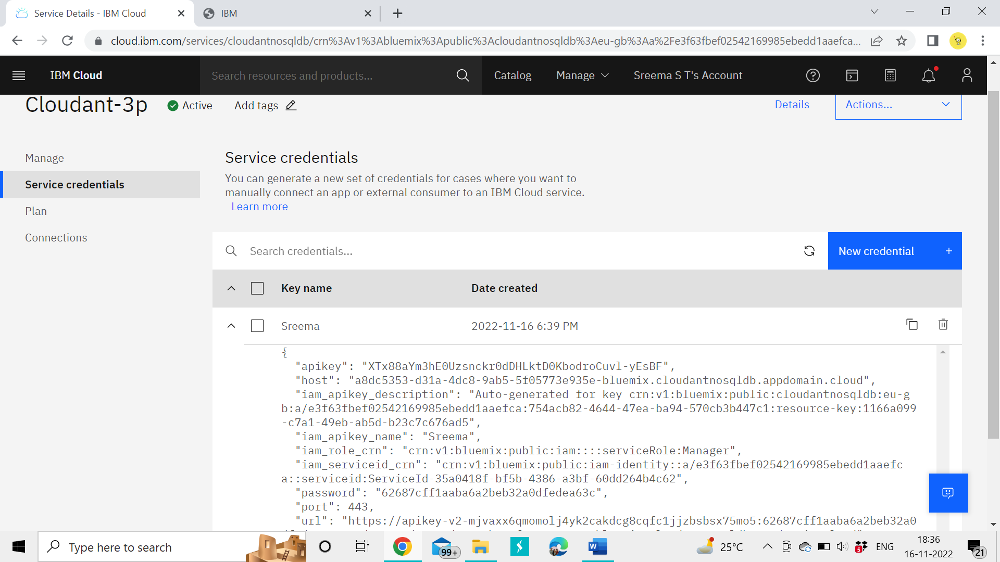 Service Details - IBM Cloud
IBM
cloud.ibm.com/services/cloudantnosqldb/crn%3Av1%3Abluemix%3Apublic%3Acloudantnosqldb%3Aeu-gb%3Aa%2Fe3f63fbef02542169985ebedd1aaefca...
IBM Cloud
Search resources and products...
Catalog
Manage
Sreema S T's Account
Cloudant-3p
Active
Add tags
Details
Actions...
Manage
Service credentials
Plan
Connections
Service credentials
You can generate a new set of credentials for cases where you want to
manually connect an app or external consumer to an IBM Cloud service.
Learn more
Search credentials...
New credential +
Key name
Date created
Sreema
2022-11-16 6:39 PM
{
"apikey": "XTx88aYm3hE0Uzsnckr0dDHLktD0KbodroCuvl-yEsBF",
"host": "a8dc5353-d31a-4dc8-9ab5-5f05773e935e-bluemix.cloudantnosqldb.appdomain.cloud",
"iam_apikey_description": "Auto-generated for key crn:v1:bluemix:public:cloudantnosqldb:eu-g
b:a/e3f63fbef02542169985ebedd1aaefca:754acb82-4644-47ea-ba94-570cb3b447c1:resource-key:1166a099
-c7a1-49eb-ab5d-b23c7c676ad5",
"iam_apikey_name": "Sreema",
"iam_role_crn": "crn:v1:bluemix:public:iam::::serviceRole:Manager",
"iam_serviceid_crn": "crn:v1:bluemix:public:iam-identity::a/e3f63fbef02542169985ebedd1aaefc
a::serviceid:ServiceId-35a0418f-bf5b-4386-a3bf-60dd264b4c62",
"password": "62687cff1aaba6a2beb32a0dfedea63c",
"port": 443,
"url": "https://apikey-v2-mjvaxx6qmomolj4yk2cakdcg8cqfc1jjzbsbsx75mo5:62687cff1aaba6a2beb32a0
Type here to search
99+
25°C
5
ENG
18:36
16-11-2022
21